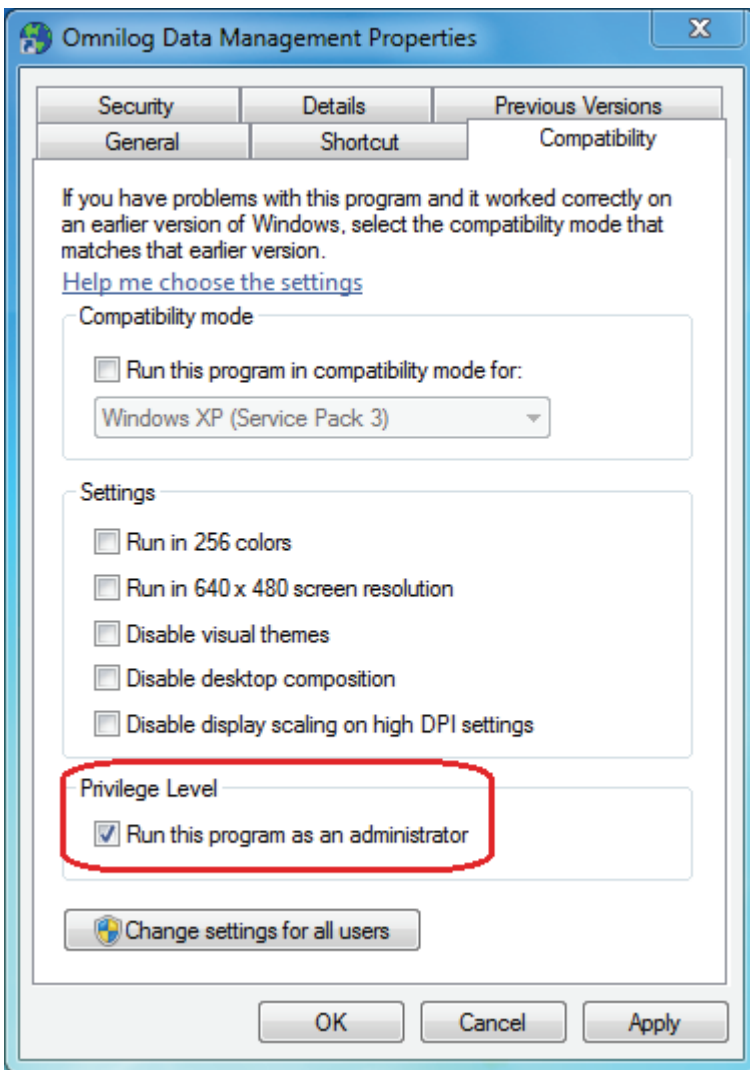 Omnilog Data Management Properties
X
Security Details Previous Versions
General Shortcut Compatibility
If you have problems with this program and it worked correctly on
an earlier version of Windows, select the compatibility mode that
matches that earlier version.
Help me choose the settings
Compatibility mode
Run this program in compatibility mode for:
Windows XP (Service Pack 3)
Settings
Run in 256 colors
Run in 640 x 480 screen resolution
Disable visual themes
Disable desktop composition
Disable display scaling on high DPI settings
Privilege Level
Run this program as an administrator
Change settings for all users
OK Cancel Apply